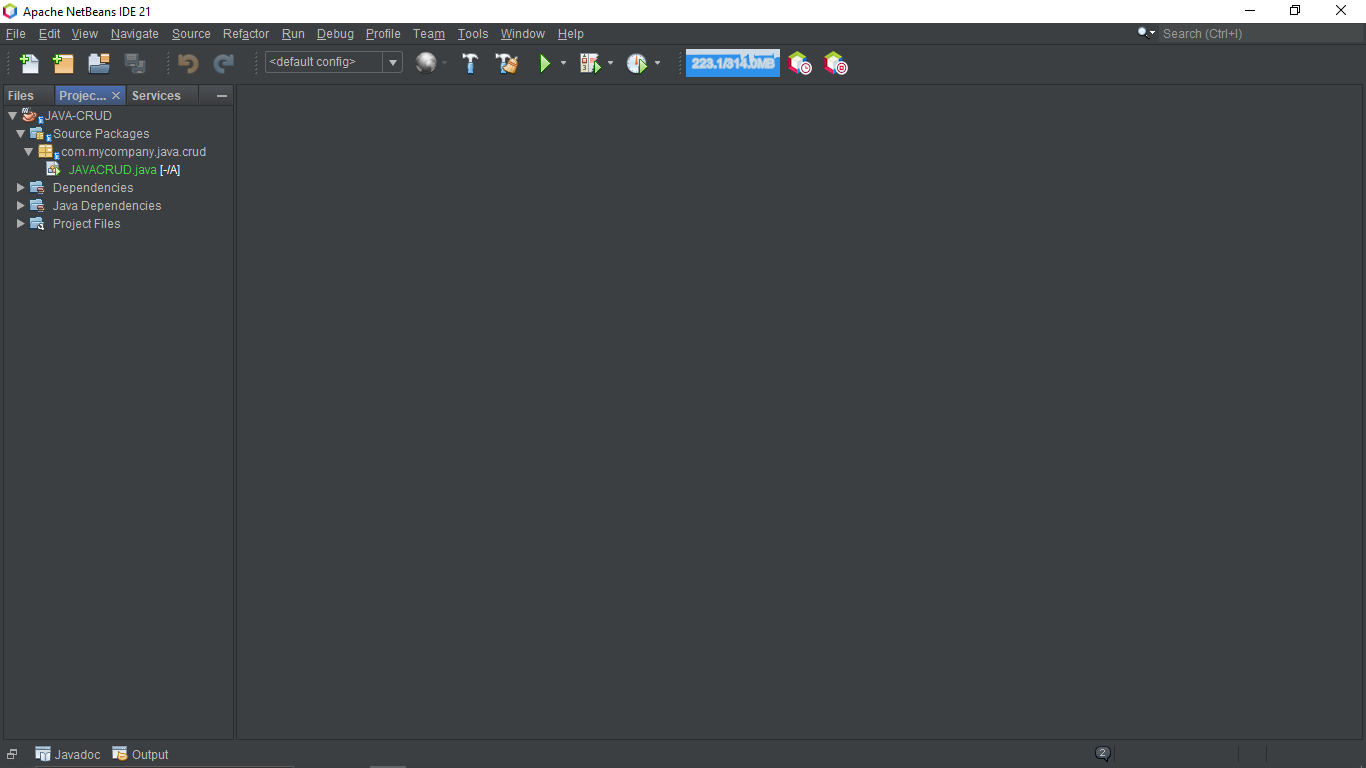 Apache NetBeans IDE 21
File Edit View Navigate Source Refactor Run Debug Profile Team Tools Window Help Search (Ctrl+I)
<default config> 223.1/314.0MB
Files Projec... Services
JAVA-CRUD
Source Packages
com.mycompany.java.crud
JAVACRUD.java [-/A]
Dependencies
Java Dependencies
Project Files
Javadoc Output 2